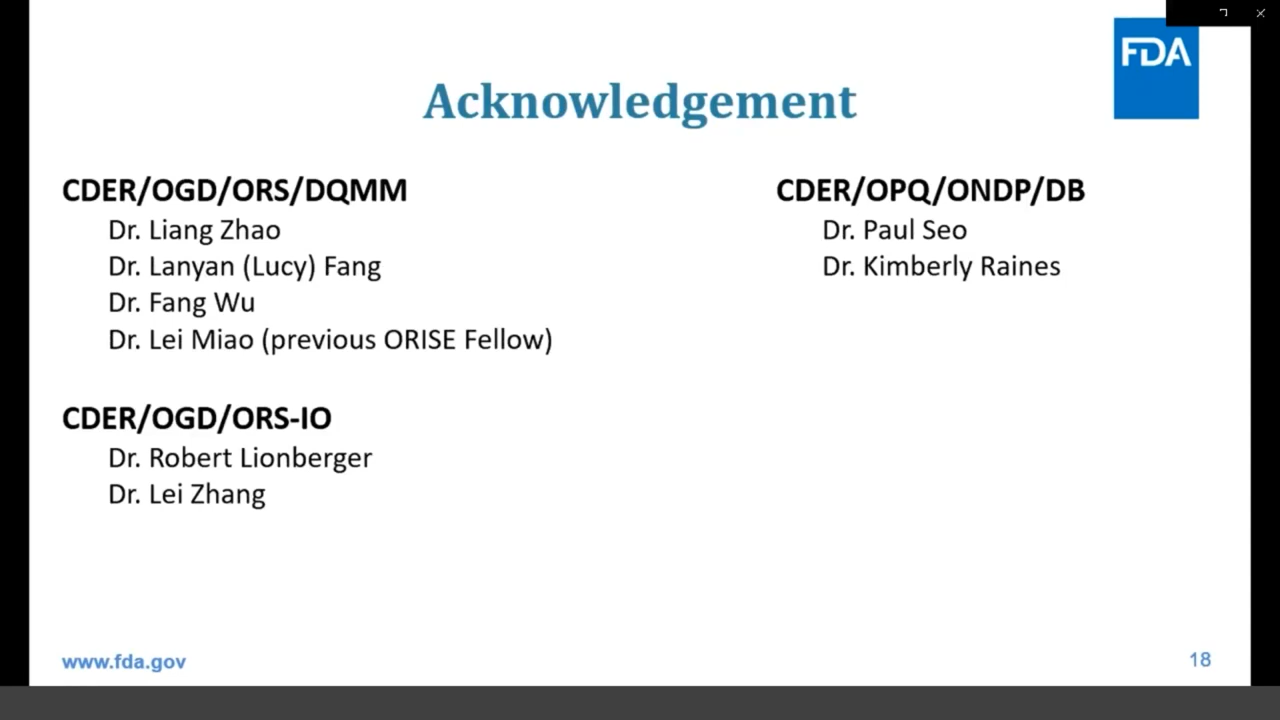 FDA
Acknowledgement
CDER/OGD/ORS/DQMM
Dr. Liang Zhao
Dr. Lanyan (Lucy) Fang
Dr. Fang Wu
Dr. Lei Miao (previous ORISE Fellow)
CDER/OGD/ORS-IO
Dr. Robert Lionberger
Dr. Lei Zhang
CDER/OPQ/ONDP/DB
Dr. Paul Seo
Dr. Kimberly Raines
www.fda.gov
18